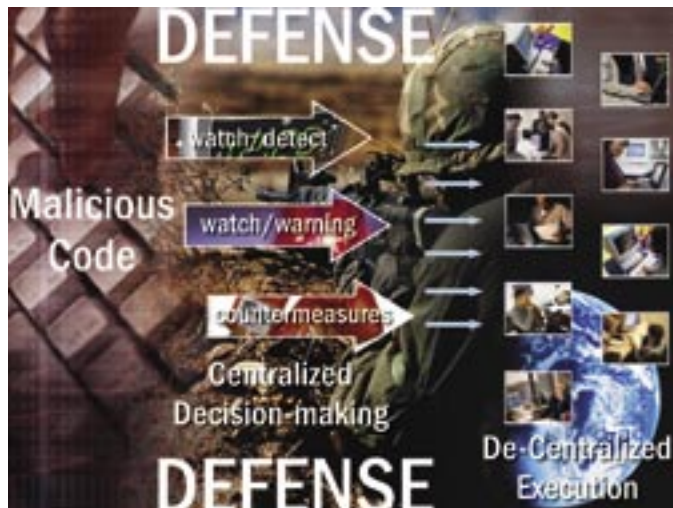 DEFENSE
watch/detect
Malicious
Code
watch/warning
countermeasures
Centralized
Decision-making
De-Centralized
Execution
DEFENSE